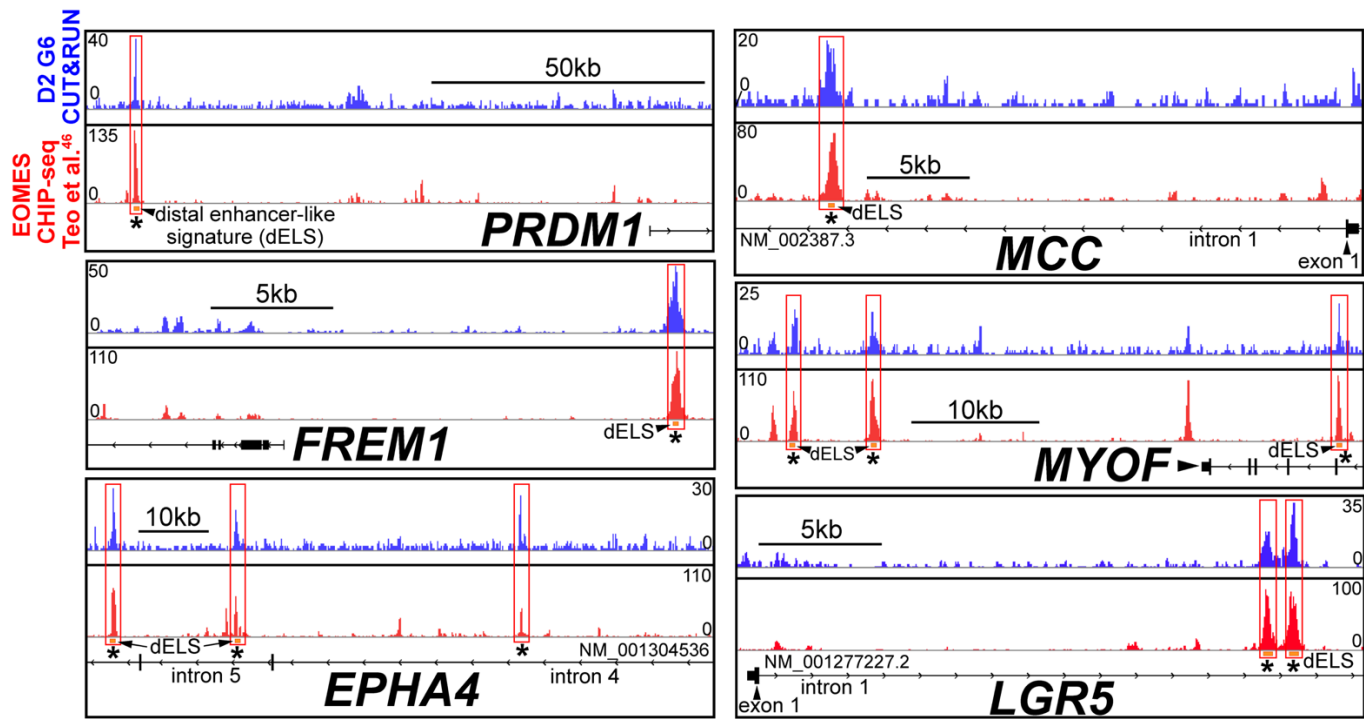 D2 G6
CUT&RUN
EOMES
CHIP-seq
Teo et al.46
40
0
50kb
135
0
distal enhancer-like
signature (dELS)
*
PRDM1
20
0
80
0
5kb
dELS
*
NM_002387.3
MCC
intron 1
exon 1
50
0
5kb
110
0
dELS
*
FREM1
25
0
110
0
10kb
dELS
dELS
* * *
MYOF
30
0
10kb
110
0
dELS
* * *
NM_001304536
intron 5
intron 4
EPHA4
35
0
5kb
100
0
NM_001277227.2
* * dELS
intron 1
exon 1
LGR5